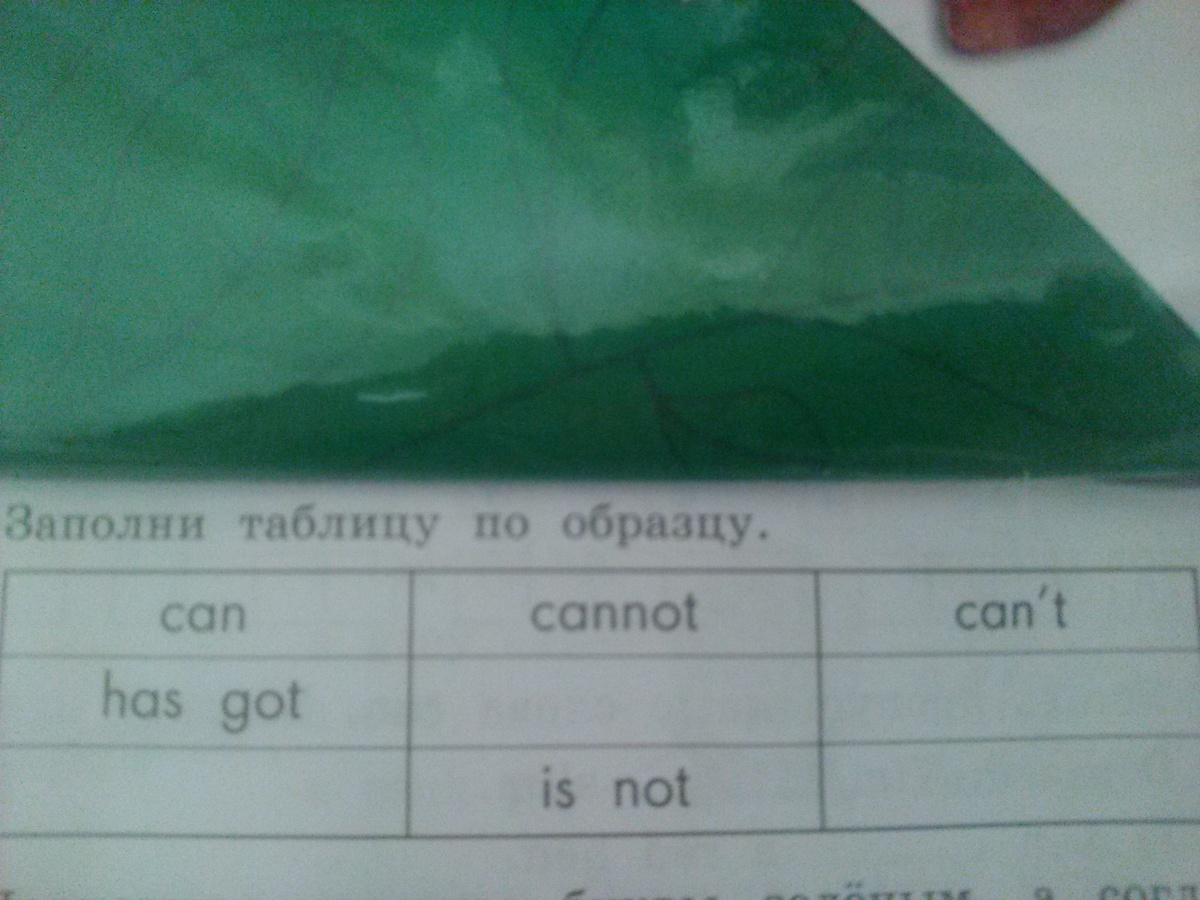 Заполни таблицу по образцу.
can cannot can't
has got
is not